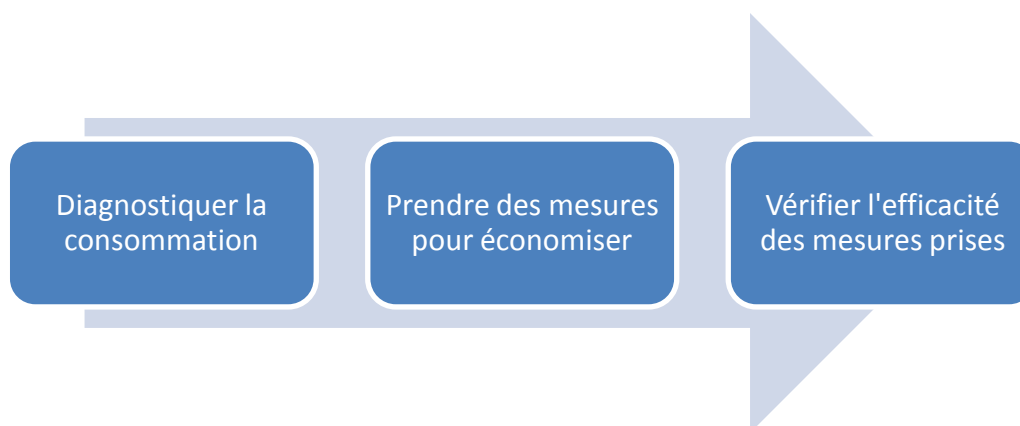 Diagnostiquer la
consommation
Prendre des mesures
pour économiser
Vérifier l'efficacité
des mesures prises